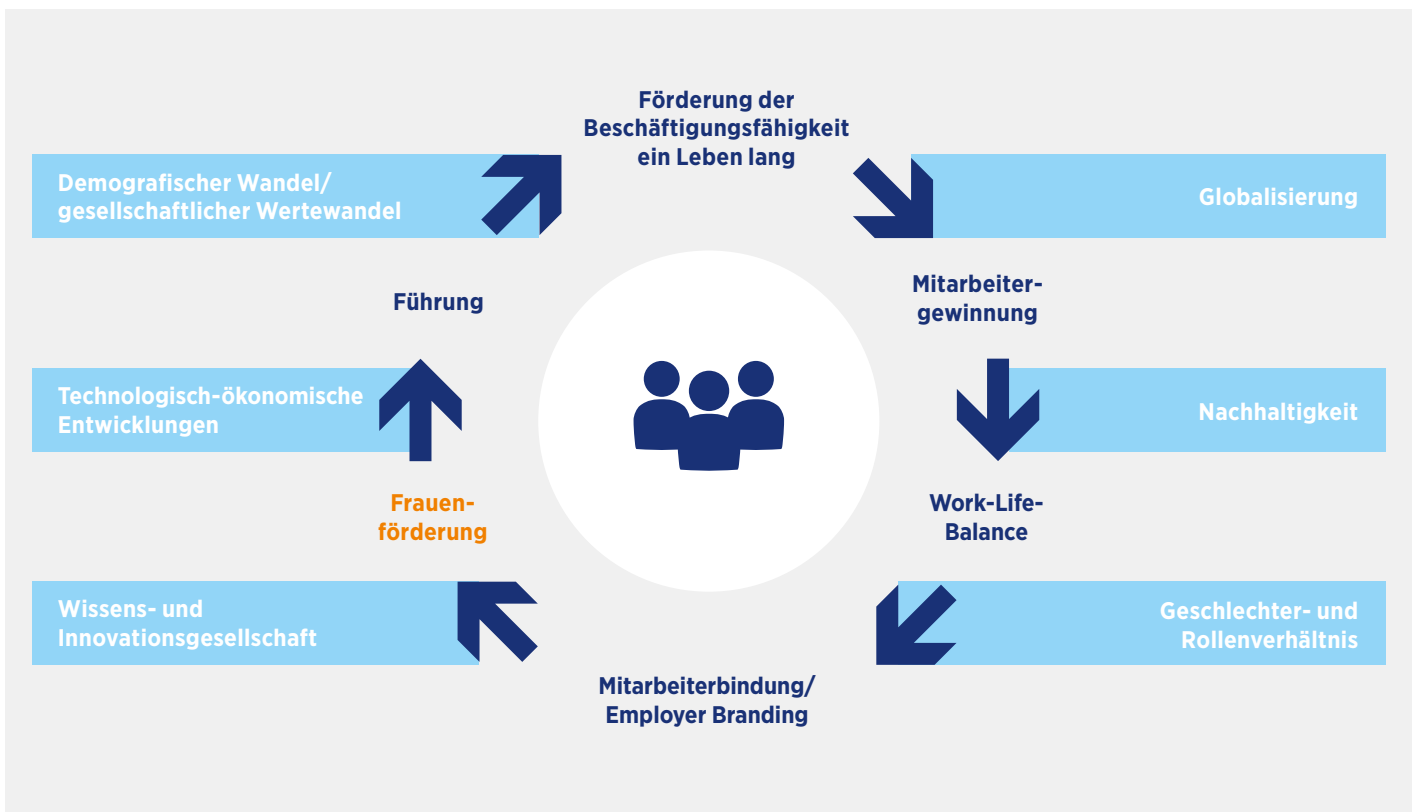 Förderung der
Beschäftigungsfähigkeit
ein Leben lang
Demografischer Wandel/
gesellschaftlicher Wertewandel
Globalisierung
Führung
Mitarbeiter-
gewinnung
Technologisch-ökonomische
Entwicklungen
Nachhaltigkeit
Frauen-
förderung
Work-Life-
Balance
Wissens- und
Innovationsgesellschaft
Geschlechter- und
Rollenverhältnis
Mitarbeiterbindung/
Employer Branding